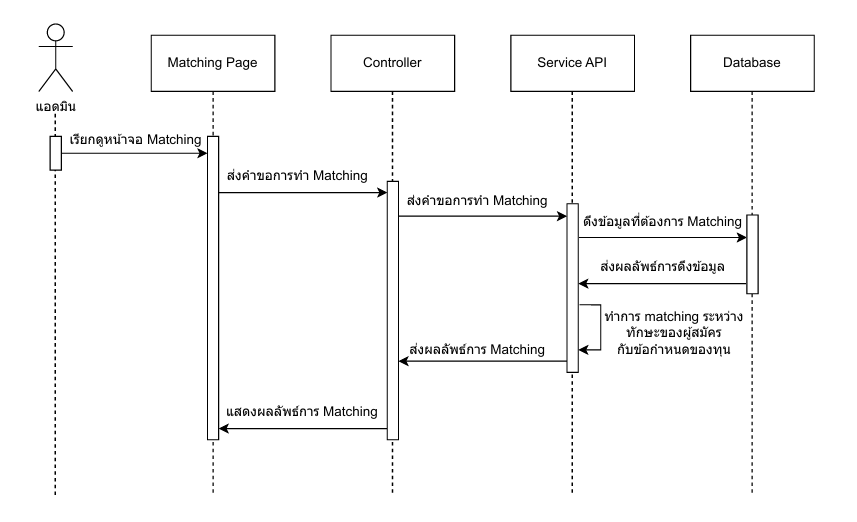 Matching Page
Controller
Service API
Database
แอดมิน
เรียกดูหน้าจอ Matching
ส่งคำขอการทำ Matching
ส่งคำขอการทำ Matching
ดึงข้อมูลที่ต้องการ Matching
ส่งผลลัพธ์การดึงข้อมูล
ทำการ matching ระหว่าง
ทักษะของผู้สมัคร
กับข้อกำหนดของทุน
ส่งผลลัพธ์การ Matching
แสดงผลลัพธ์การ Matching